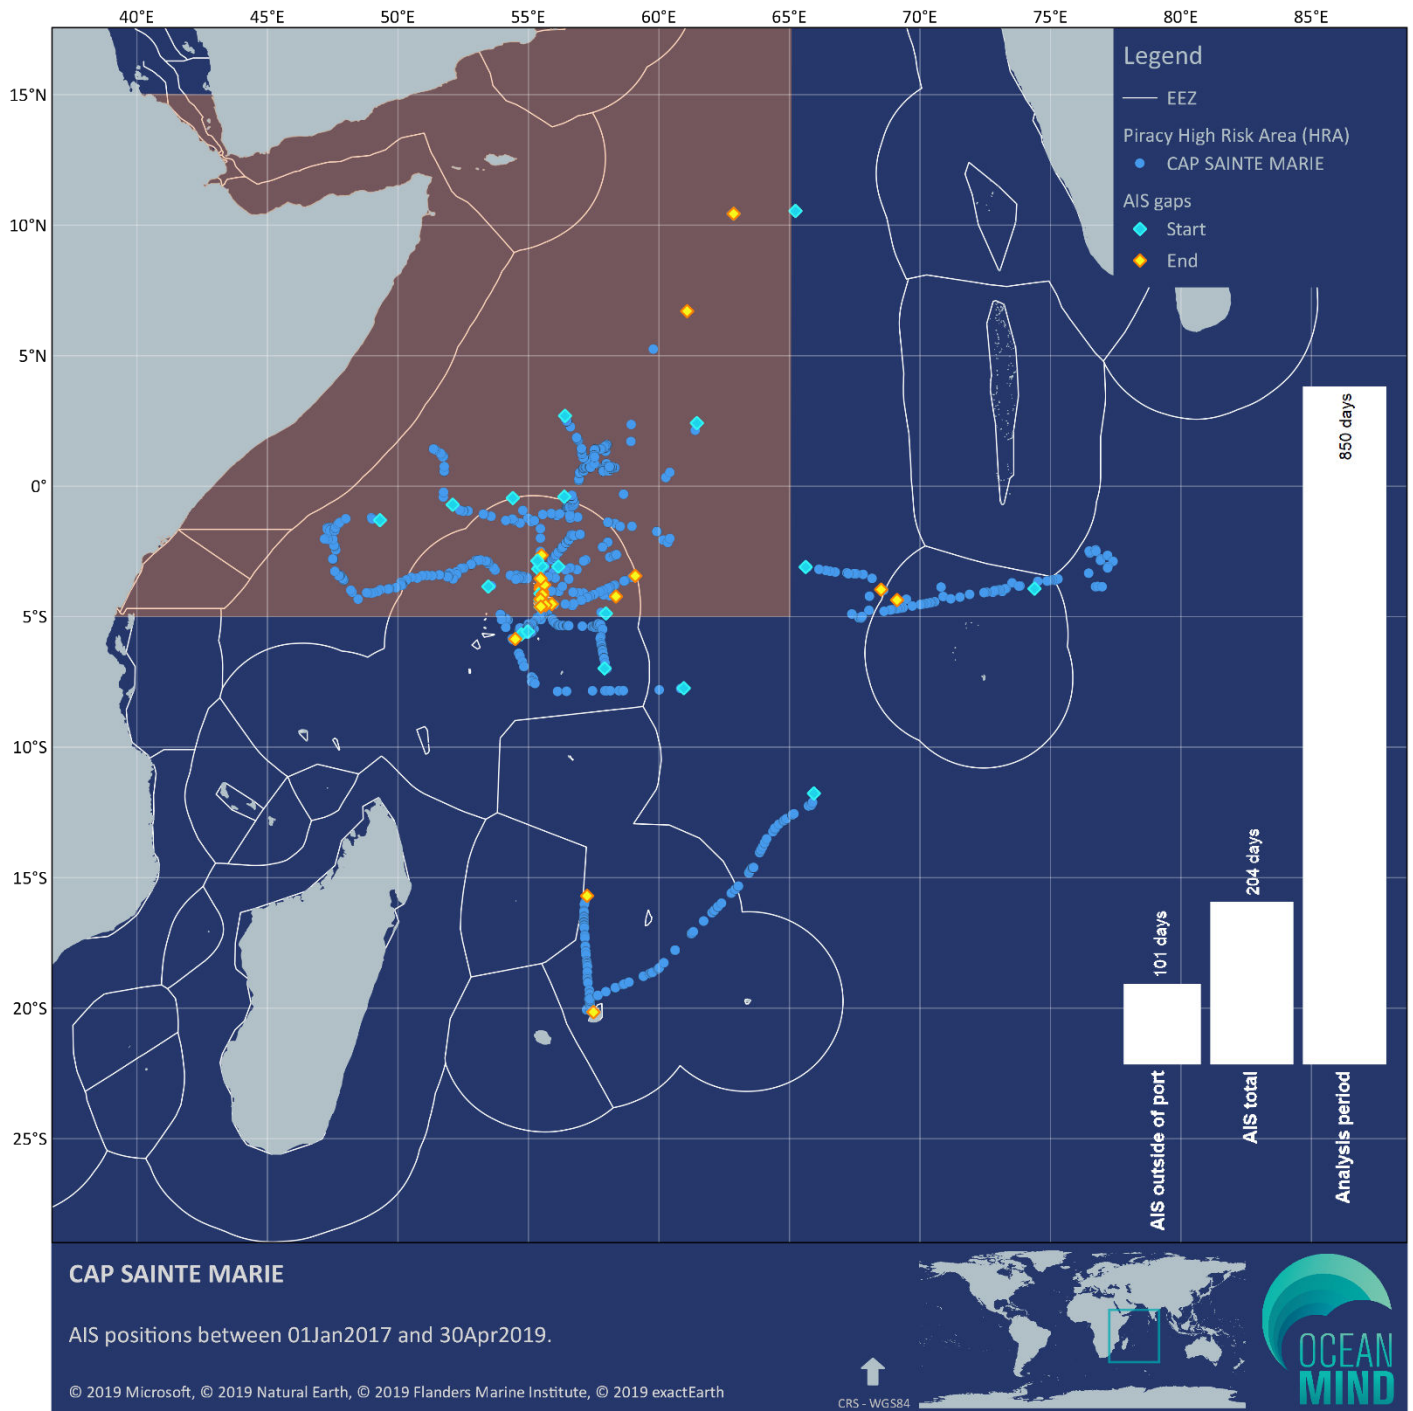 40°E 45°E 50°E 55°E 60°E 65°E 70°E 75°E 80°E 85°E
Legend
EEZ
Piracy High Risk Area (HRA)
CAP SAINTE MARIE
AIS gaps
Start
End
15°N
10°N
5°N
0°
5°S
10°S
15°S
20°S
25°S
101 days
204 days
850 days
AIS outside of port
AIS total
Analysis period
CAP SAINTE MARIE
AIS positions between 01Jan2017 and 30Apr2019.
© 2019 Microsoft, © 2019 Natural Earth, © 2019 Flanders Marine Institute, © 2019 exactEarth
CRS - WGS84
OCEAN
MIND